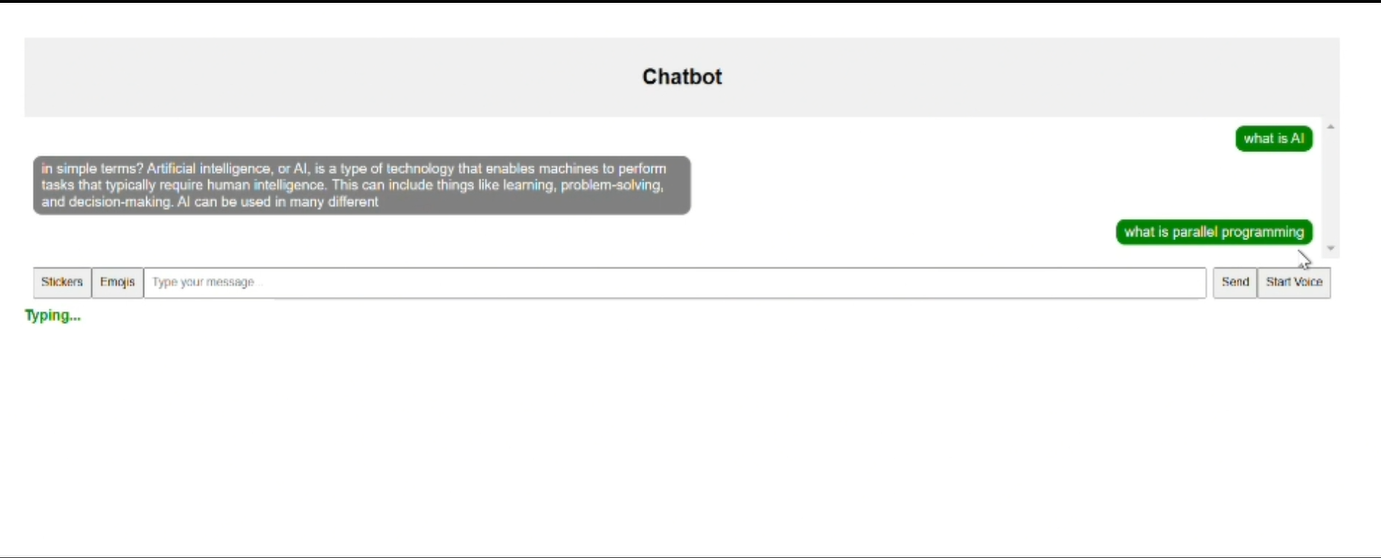 Chatbot
what is AI
in simple terms? Artificial intelligence, or AI, is a type of technology that enables machines to perform
tasks that typically require human intelligence. This can include things like learning, problem-solving,
and decision-making. AI can be used in many different
what is parallel programming
Stickers Emojis Type your message... Send Start Voice
Typing...